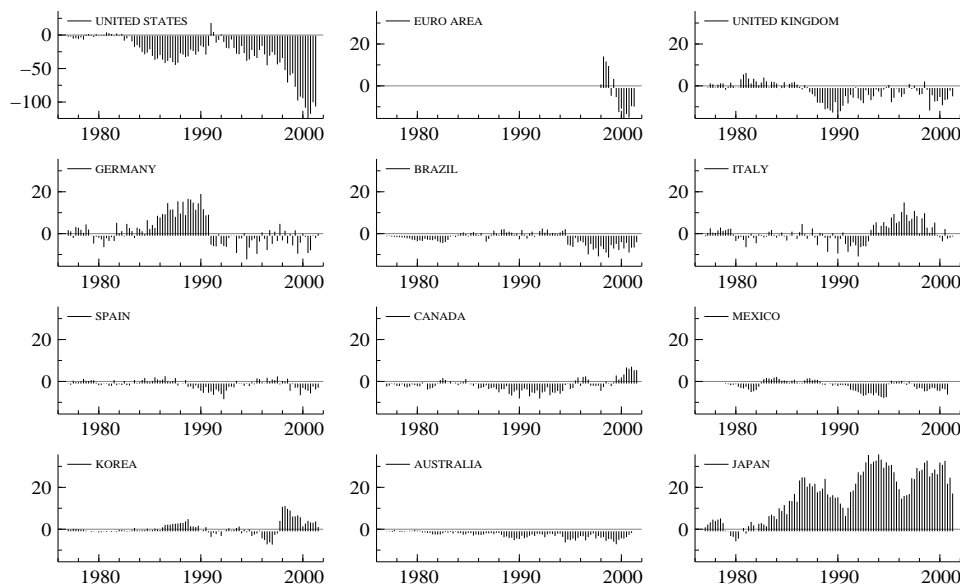 UNITED STATES
0
−50
−100
1980 1990 2000
EURO AREA
20
0
1980 1990 2000
UNITED KINGDOM
20
0
1980 1990 2000
GERMANY
20
0
1980 1990 2000
BRAZIL
20
0
1980 1990 2000
ITALY
20
0
1980 1990 2000
SPAIN
20
0
1980 1990 2000
CANADA
20
0
1980 1990 2000
MEXICO
20
0
1980 1990 2000
KOREA
20
0
1980 1990 2000
AUSTRALIA
20
0
1980 1990 2000
JAPAN
20
0
1980 1990 2000